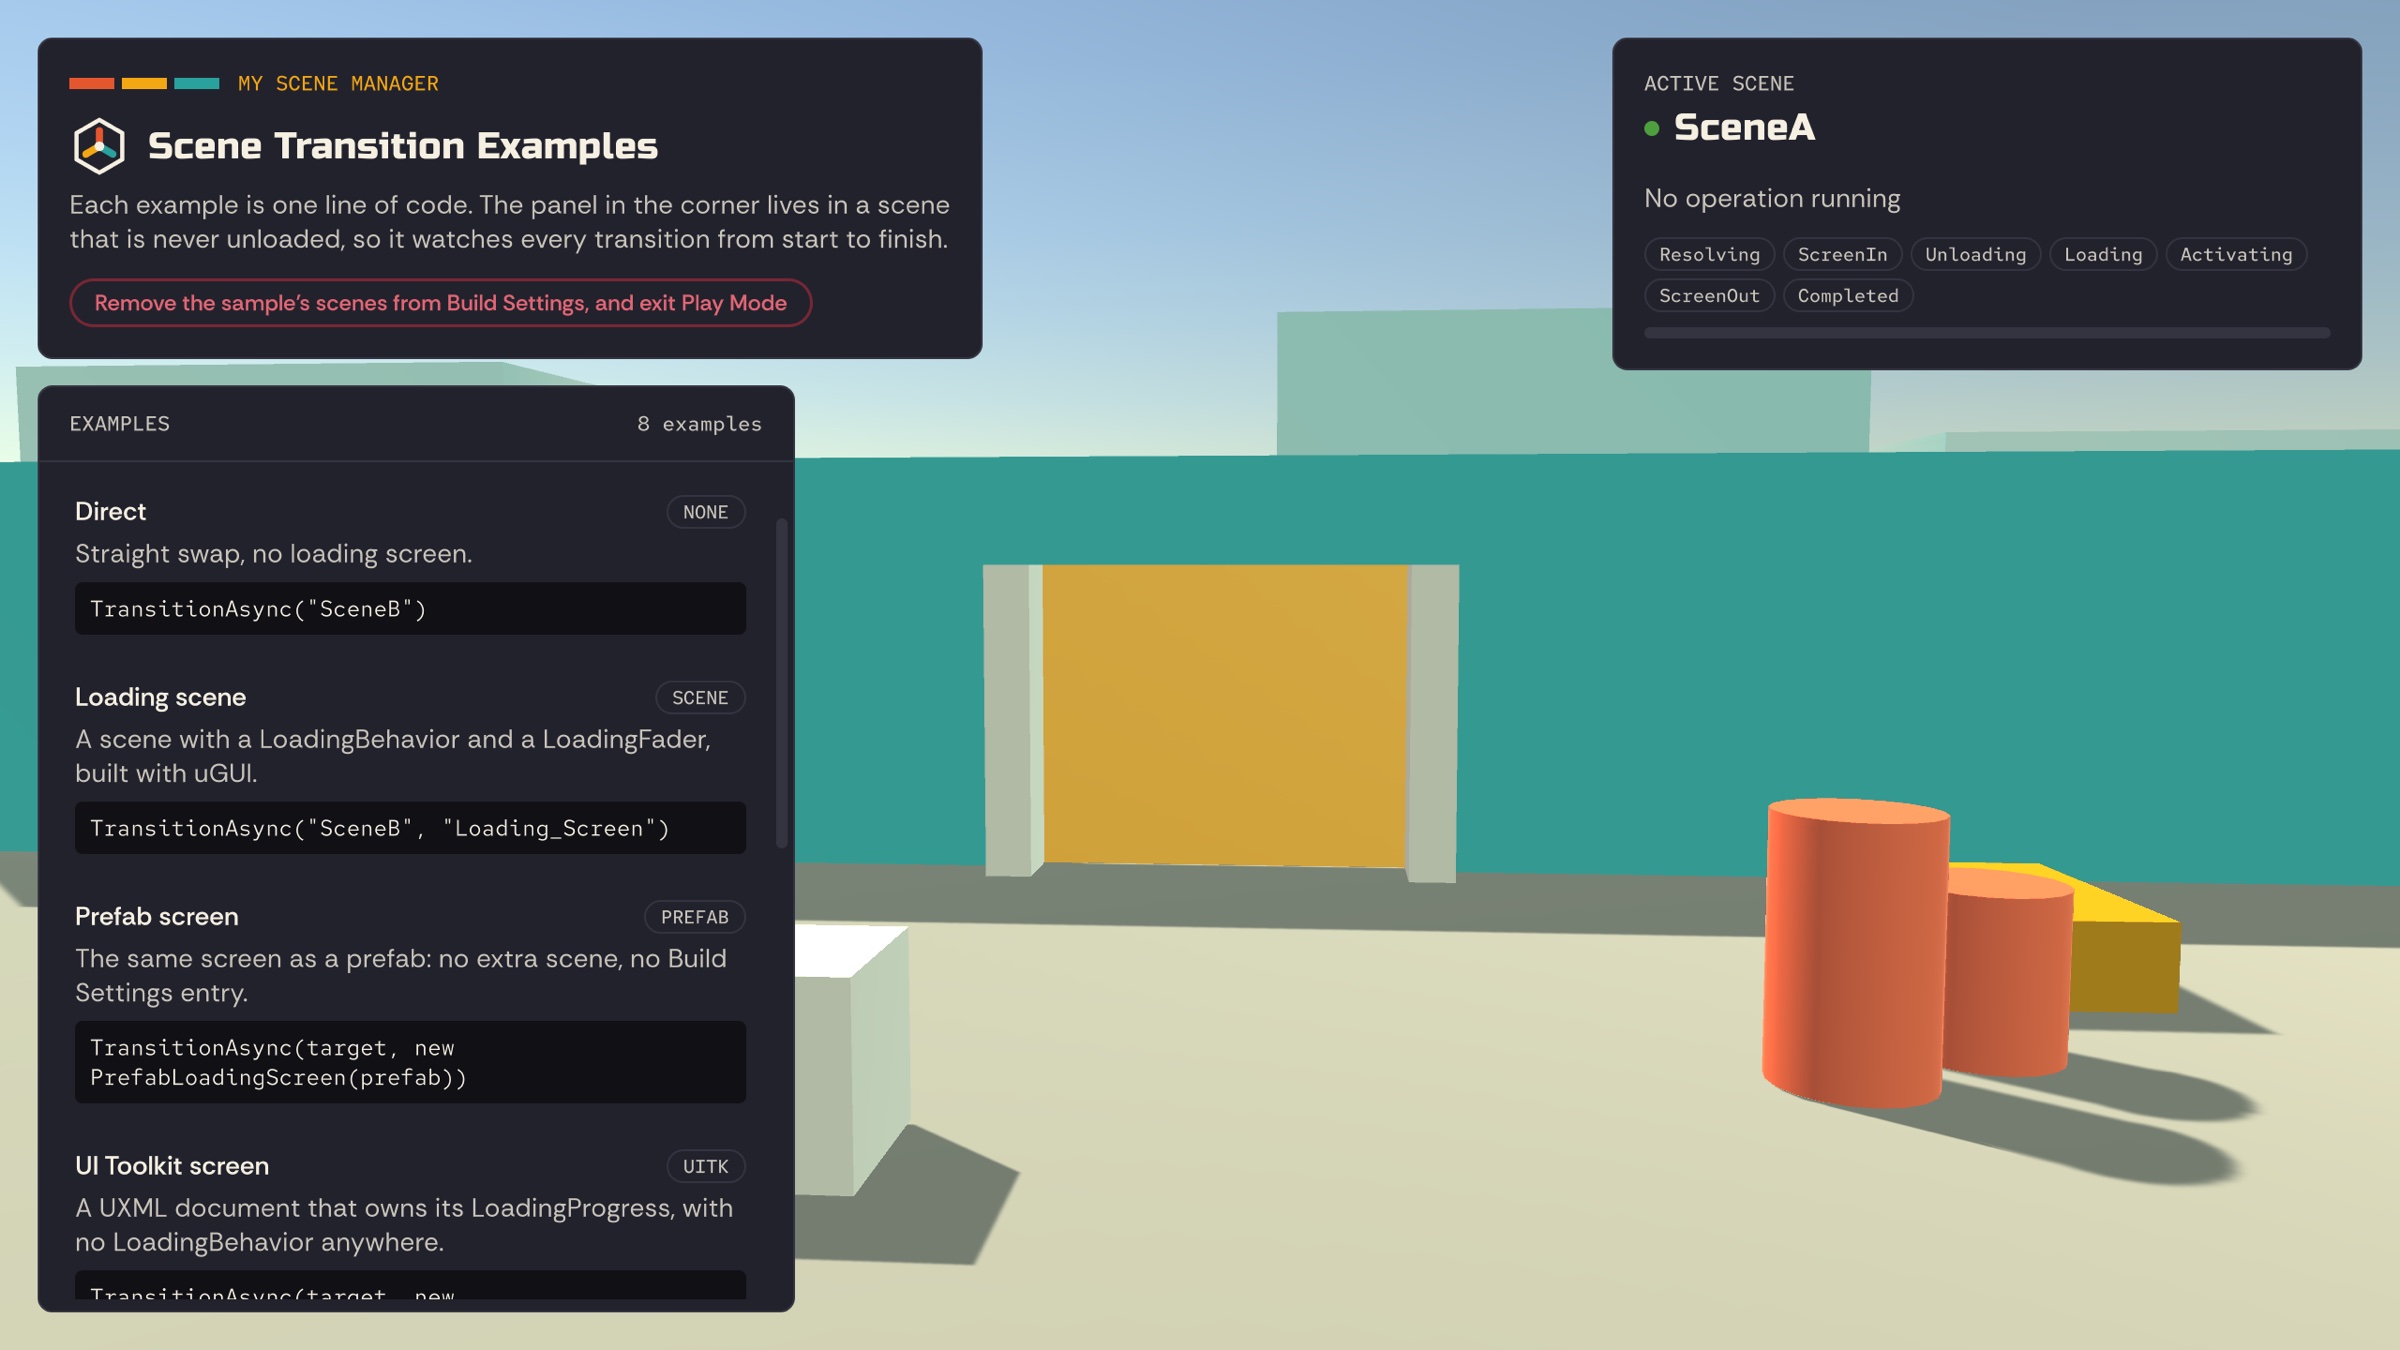 MY SCENE MANAGER
Scene Transition Examples
Each example is one line of code. The panel in the corner lives in a scene
that is never unloaded, so it watches every transition from start to finish.
Remove the sample's scenes from Build Settings, and exit Play Mode
ACTIVE SCENE
SceneA
No operation running
Resolving ScreenIn Unloading Loading Activating
ScreenOut Completed
EXAMPLES 8 examples
Direct NONE
Straight swap, no loading screen.
TransitionAsync("SceneB")
Loading scene SCENE
A scene with a LoadingBehavior and a LoadingFader,
built with uGUI.
TransitionAsync("SceneB", "Loading_Screen")
Prefab screen PREFAB
The same screen as a prefab: no extra scene, no Build
Settings entry.
TransitionAsync(target, new
PrefabLoadingScreen(prefab))
UI Toolkit screen UITK
A UXML document that owns its LoadingProgress, with
no LoadingBehavior anywhere.
TransitionAsync(target, new